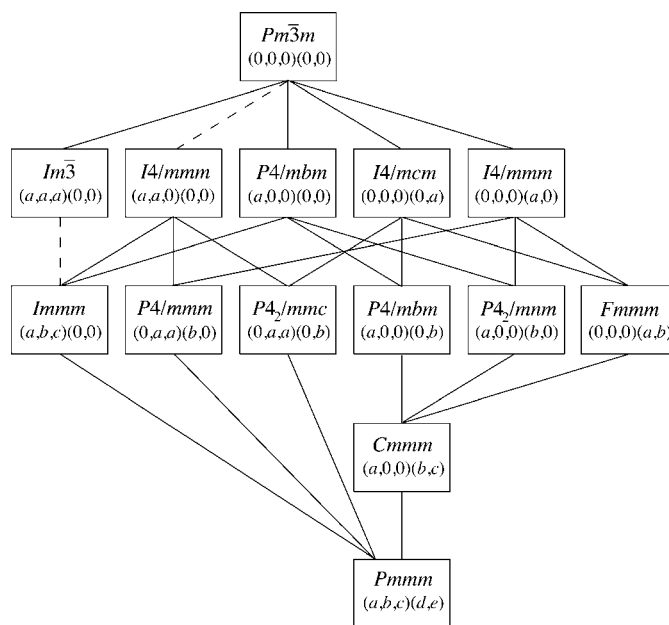 Pm3̅m
(0,0,0)(0,0)
Im3̅
(a,a,a)(0,0)
I4/mmm
(a,a,0)(0,0)
P4/mbm
(a,0,0)(0,0)
I4/mcm
(0,0,0)(0,a)
I4/mmm
(0,0,0)(a,0)
Immm
(a,b,c)(0,0)
P4/mmm
(0,a,a)(b,0)
P4₂/mmc
(0,a,a)(0,b)
P4/mbm
(a,0,0)(0,b)
P4₂/mnm
(a,0,0)(b,0)
Fmmm
(0,0,0)(a,b)
Cmmm
(a,0,0)(b,c)
Pmmm
(a,b,c)(d,e)